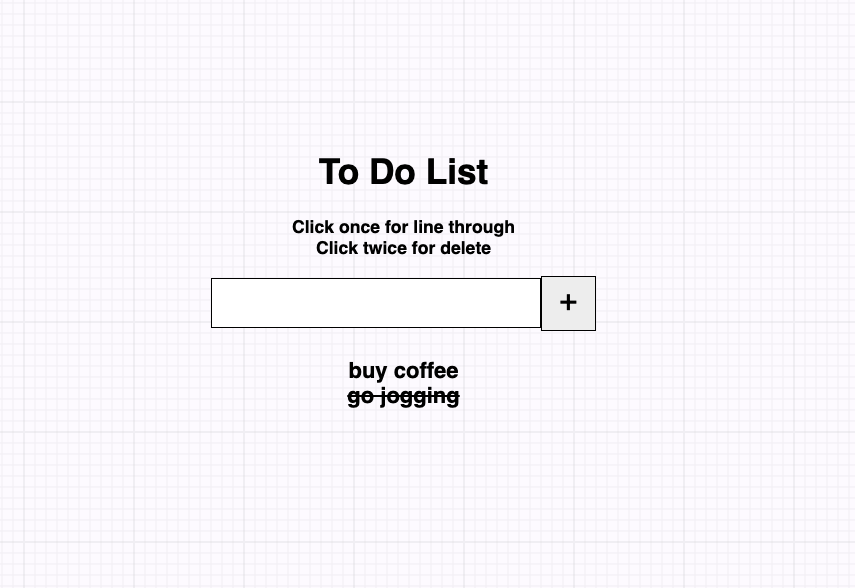 To Do List
Click once for line through
Click twice for delete
+
buy coffee
go jogging